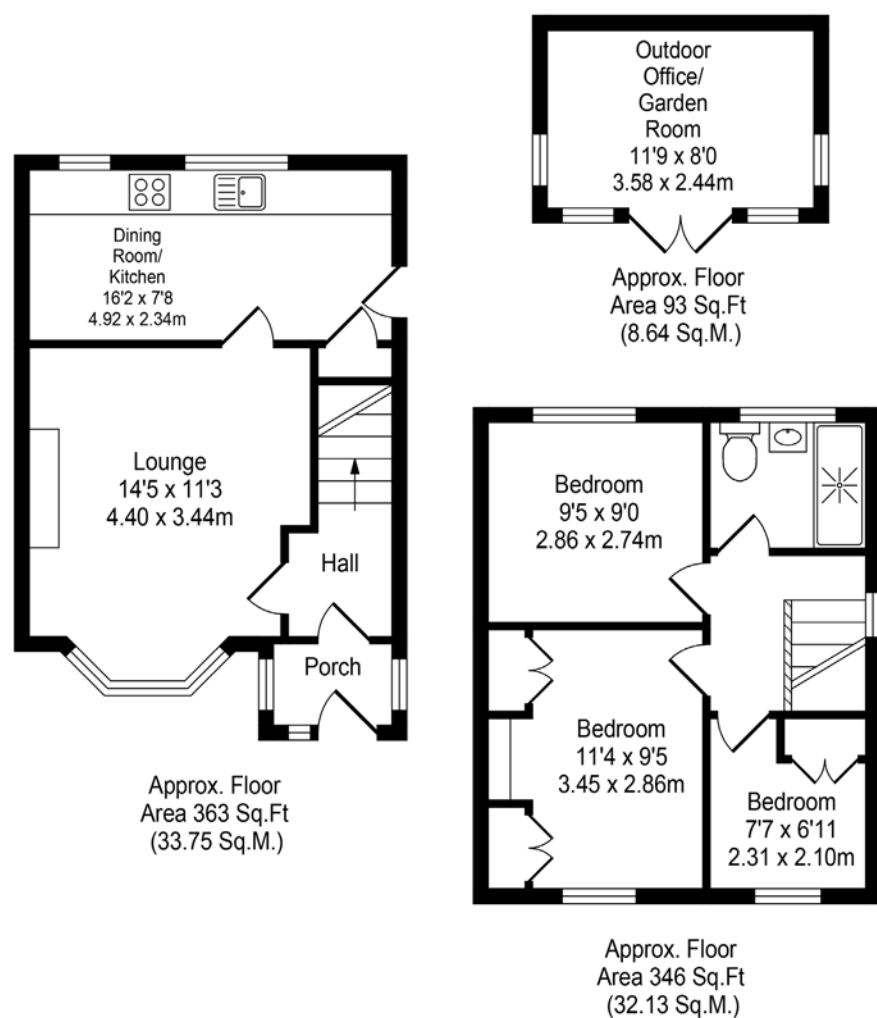 Outdoor
Office/
Garden
Room
11'9 x 8'0
3.58 x 2.44m
Approx. Floor
Area 93 Sq.Ft
(8.64 Sq.M.)
Dining
Room/
Kitchen
16'2 x 7'8
4.92 x 2.34m
Lounge
14'5 x 11'3
4.40 x 3.44m
Hall
Porch
Approx. Floor
Area 363 Sq.Ft
(33.75 Sq.M.)
Bedroom
9'5 x 9'0
2.86 x 2.74m
Bedroom
11'4 x 9'5
3.45 x 2.86m
Bedroom
7'7 x 6'11
2.31 x 2.10m
Approx. Floor
Area 346 Sq.Ft
(32.13 Sq.M.)